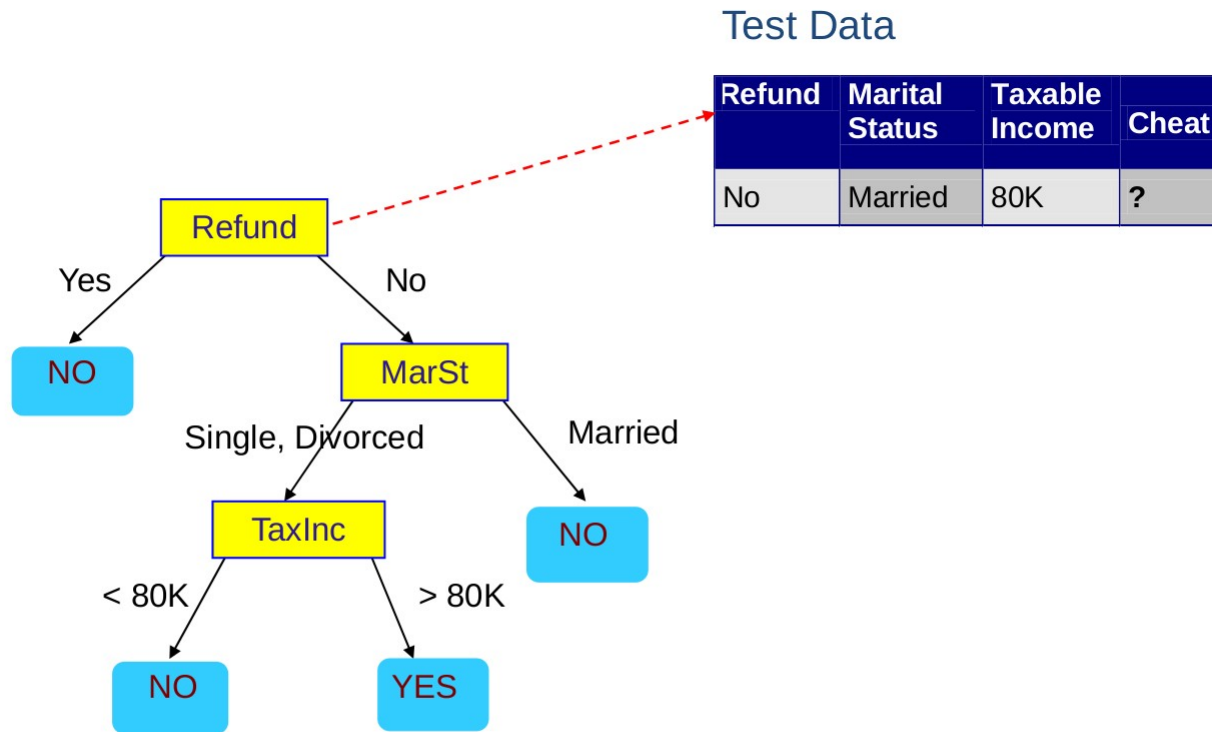 Test Data
Refund Marital Status Taxable Income Cheat
No Married 80K ?
Refund
Yes No
NO
MarSt
Single, Divorced Married
TaxInc
NO
< 80K > 80K
NO YES